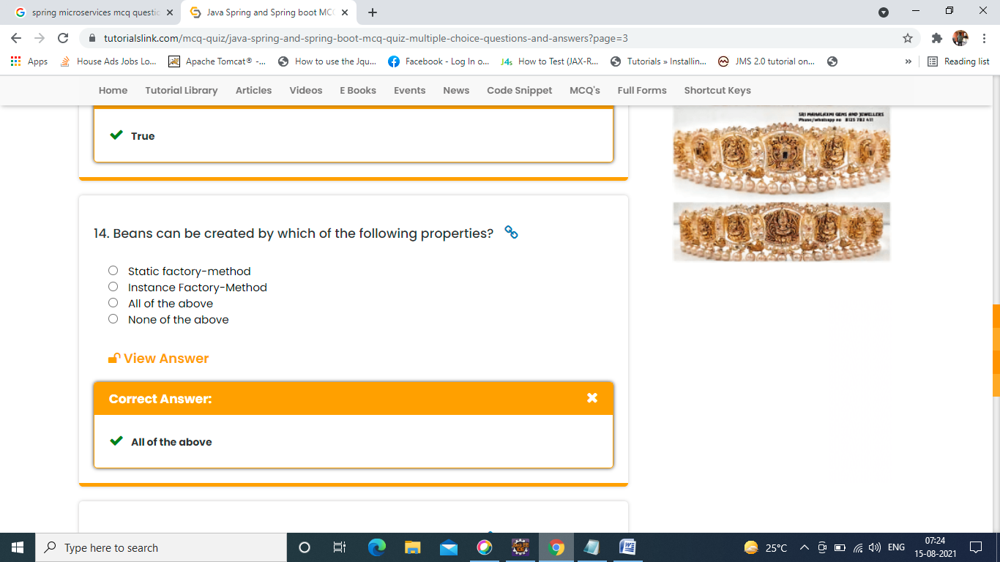 spring microservices mcq questic
Java Spring and Spring boot MC
tutorialslink.com/mcq-quiz/java-spring-and-spring-boot-mcq-quiz-multiple-choice-questions-and-answers?page=3
Apps House Ads Jobs Lo... Apache Tomcat® -... How to use the Jqu... Facebook - Log In o... J4s How to Test (JAX-R... Tutorials » Installin... JMS 2.0 tutorial on... » Reading list
Home Tutorial Library Articles Videos E Books Events News Code Snippet MCQ's Full Forms Shortcut Keys
SRI MAHALAXMI GEMS AND JEWELLERS
Phone/whatsapp no 8125 782 411
True
14. Beans can be created by which of the following properties?
Static factory-method
Instance Factory-Method
All of the above
None of the above
View Answer
Correct Answer:
All of the above
Type here to search
25°C ENG
07:24
15-08-2021